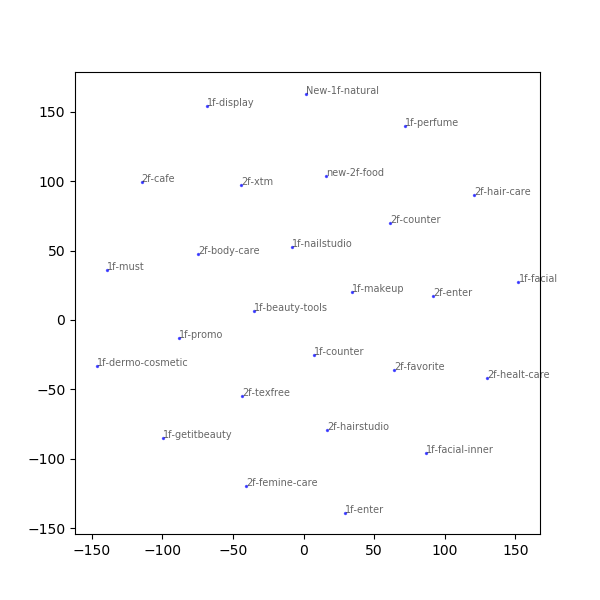 New-1f-natural
1f-display
1f-perfume
2f-cafe
2f-xtm
new-2f-food
2f-hair-care
2f-counter
1f-nailstudio
2f-body-care
1f-must
1f-facial
1f-makeup
2f-enter
1f-beauty-tools
1f-promo
1f-counter
1f-dermo-cosmetic
2f-favorite
2f-healt-care
2f-texfree
2f-hairstudio
1f-getitbeauty
1f-facial-inner
2f-femine-care
1f-enter
150
100
50
0
−50
−100
−150
−150 −100 −50 0 50 100 150